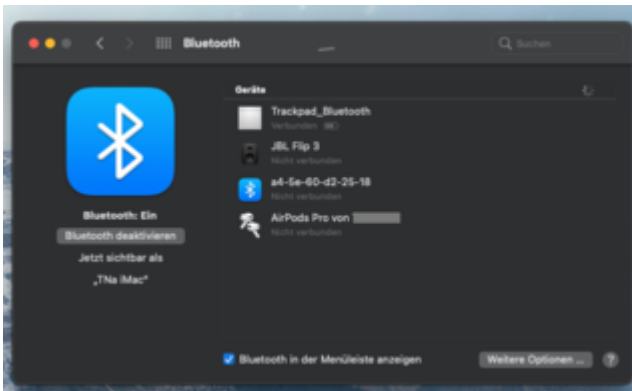 Bluetooth
Suchen
Geräte
Trackpad_Bluetooth
Verbunden
JBL Flip 3
Nicht verbunden
a4-5e-60-d2-25-18
Nicht verbunden
AirPods Pro von
Nicht verbunden
Bluetooth: Ein
Bluetooth deaktivieren
Jetzt sichtbar als
„TNa iMac“
Bluetooth in der Menüleiste anzeigen
Weitere Optionen ...
?